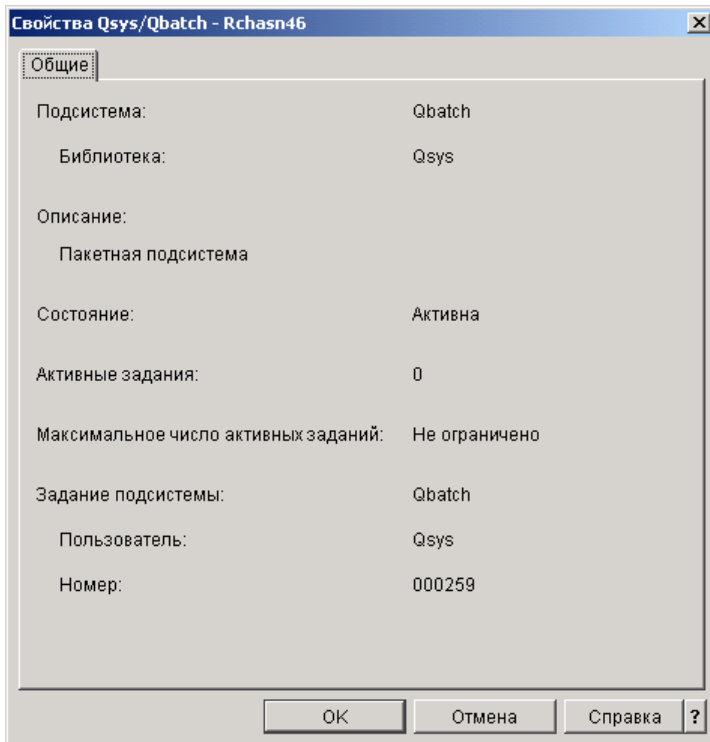 Свойства Qsys/Qbatch - Rchasn46
Общие
Подсистема: Qbatch
Библиотека: Qsys
Описание:
Пакетная подсистема
Состояние: Активна
Активные задания: 0
Максимальное число активных заданий: Не ограничено
Задание подсистемы: Qbatch
Пользователь: Qsys
Номер: 000259
OK Отмена Справка ?